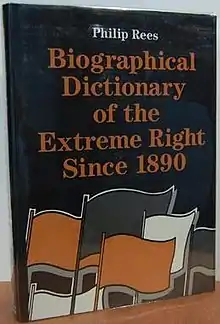 Philip Rees
Biographical
Dictionary
of the
Extreme Right
Since 1890